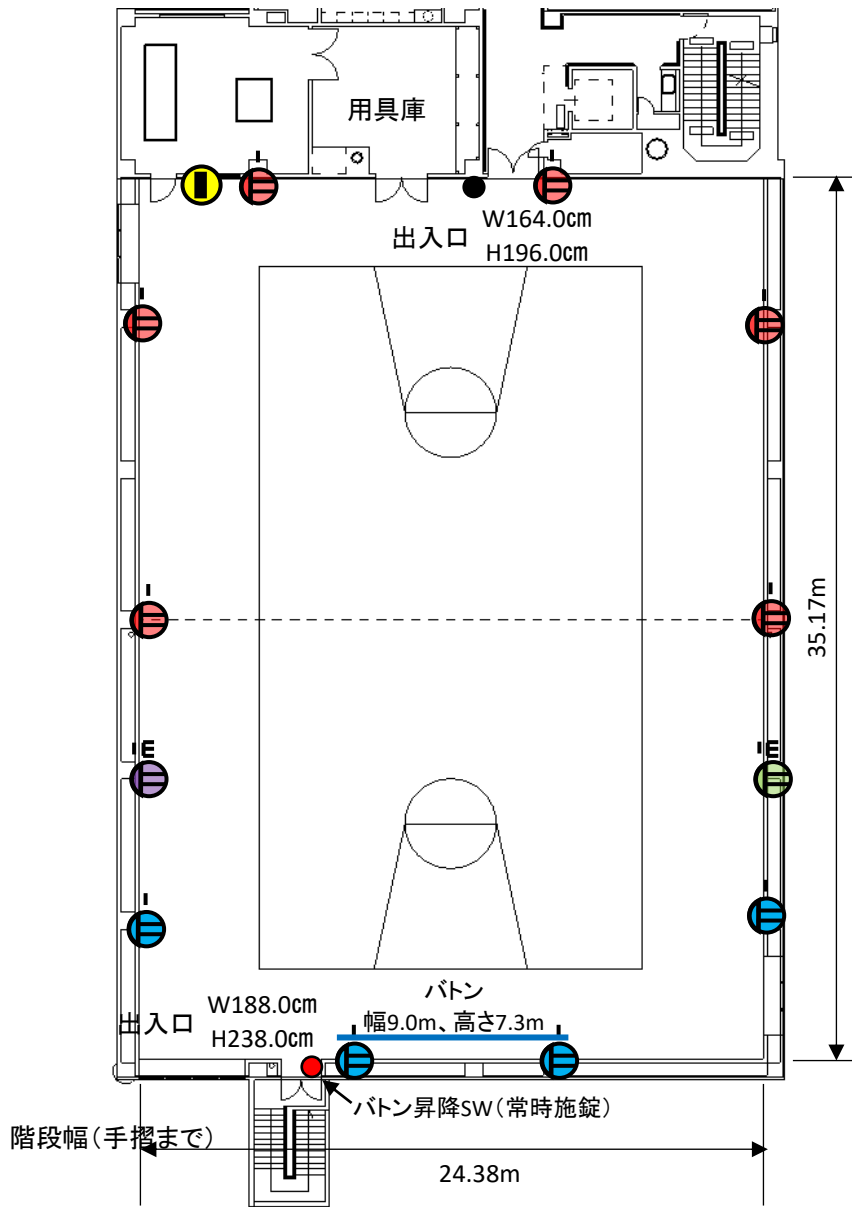 用具庫
出入口
W164.0㎝
H196.0㎝
35.17m
バトン
幅9.0m、高さ7.3m
出入口
W188.0㎝
H238.0㎝
バトン昇降SW(常時施錠)
階段幅(手摺まで)
24.38m